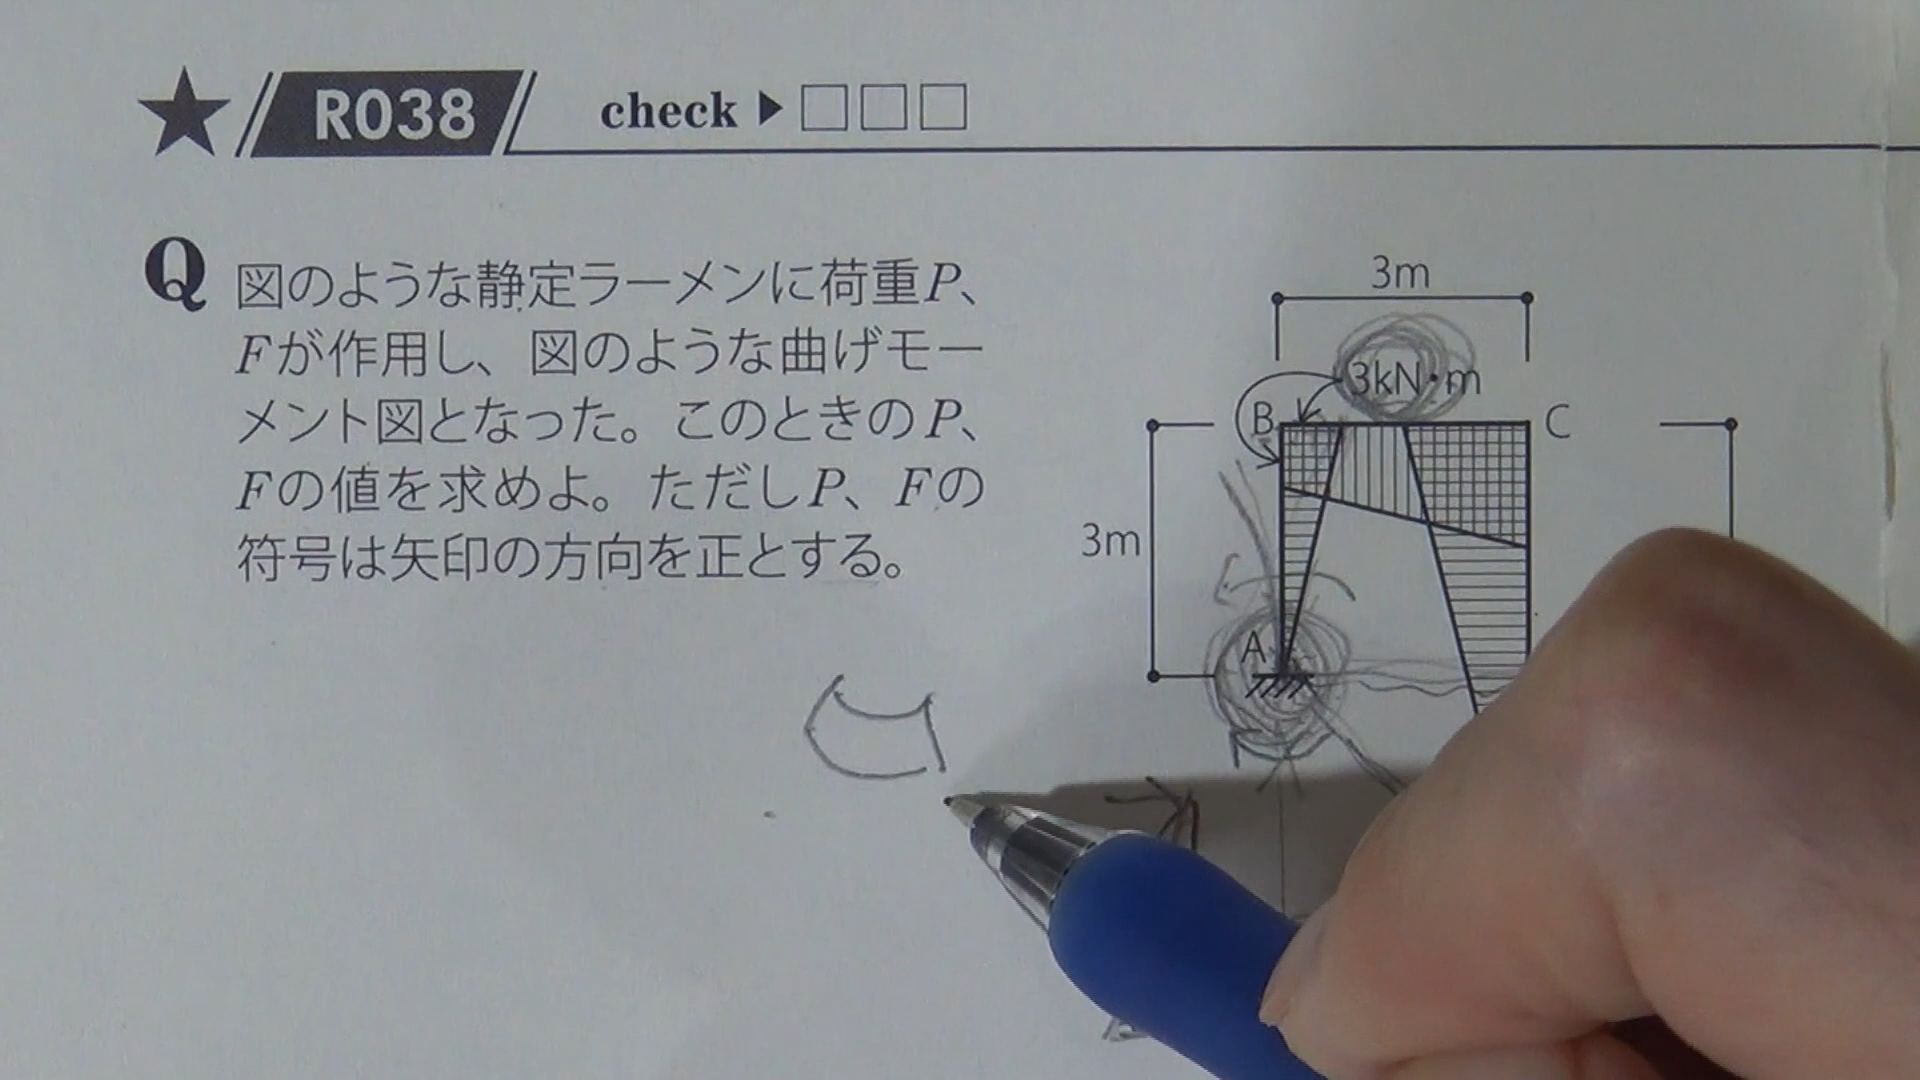 ★ R038 check ▶ □□□
Q 図のような静定ラーメンに荷重P、
Fが作用し、図のような曲げモー
メント図となった。このときのP、
Fの値を求めよ。ただしP、Fの
符号は矢印の方向を正とする。
3m
3kN・m
B
C
3m
A